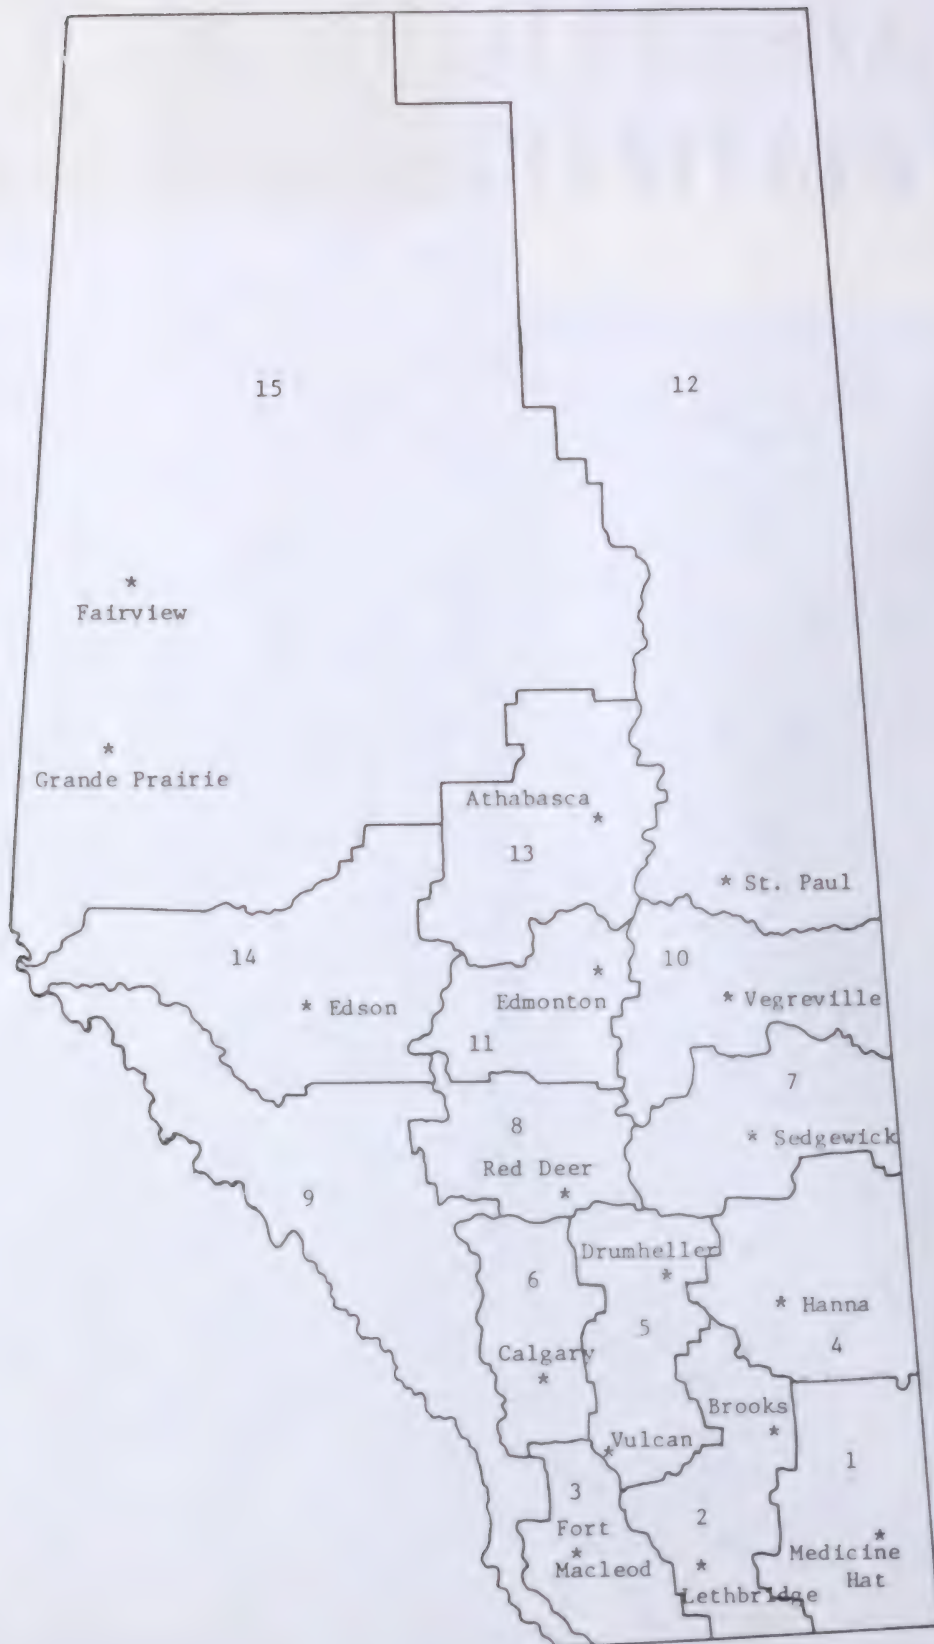 15
12
*
Fairview
*
Grande Prairie
Athabasca
*
13
* St. Paul
14
10
*
* Edson
Edmonton
* Vegreville
11
7
8
* Sedgewick
Red Deer
*
9
Drumheller
*
6
* Hanna
5
4
Calgary
*
Brooks
*
Vulcan
*
1
3
2
Fort
*
Macleod
*
Medicine
Hat
*
Lethbridge